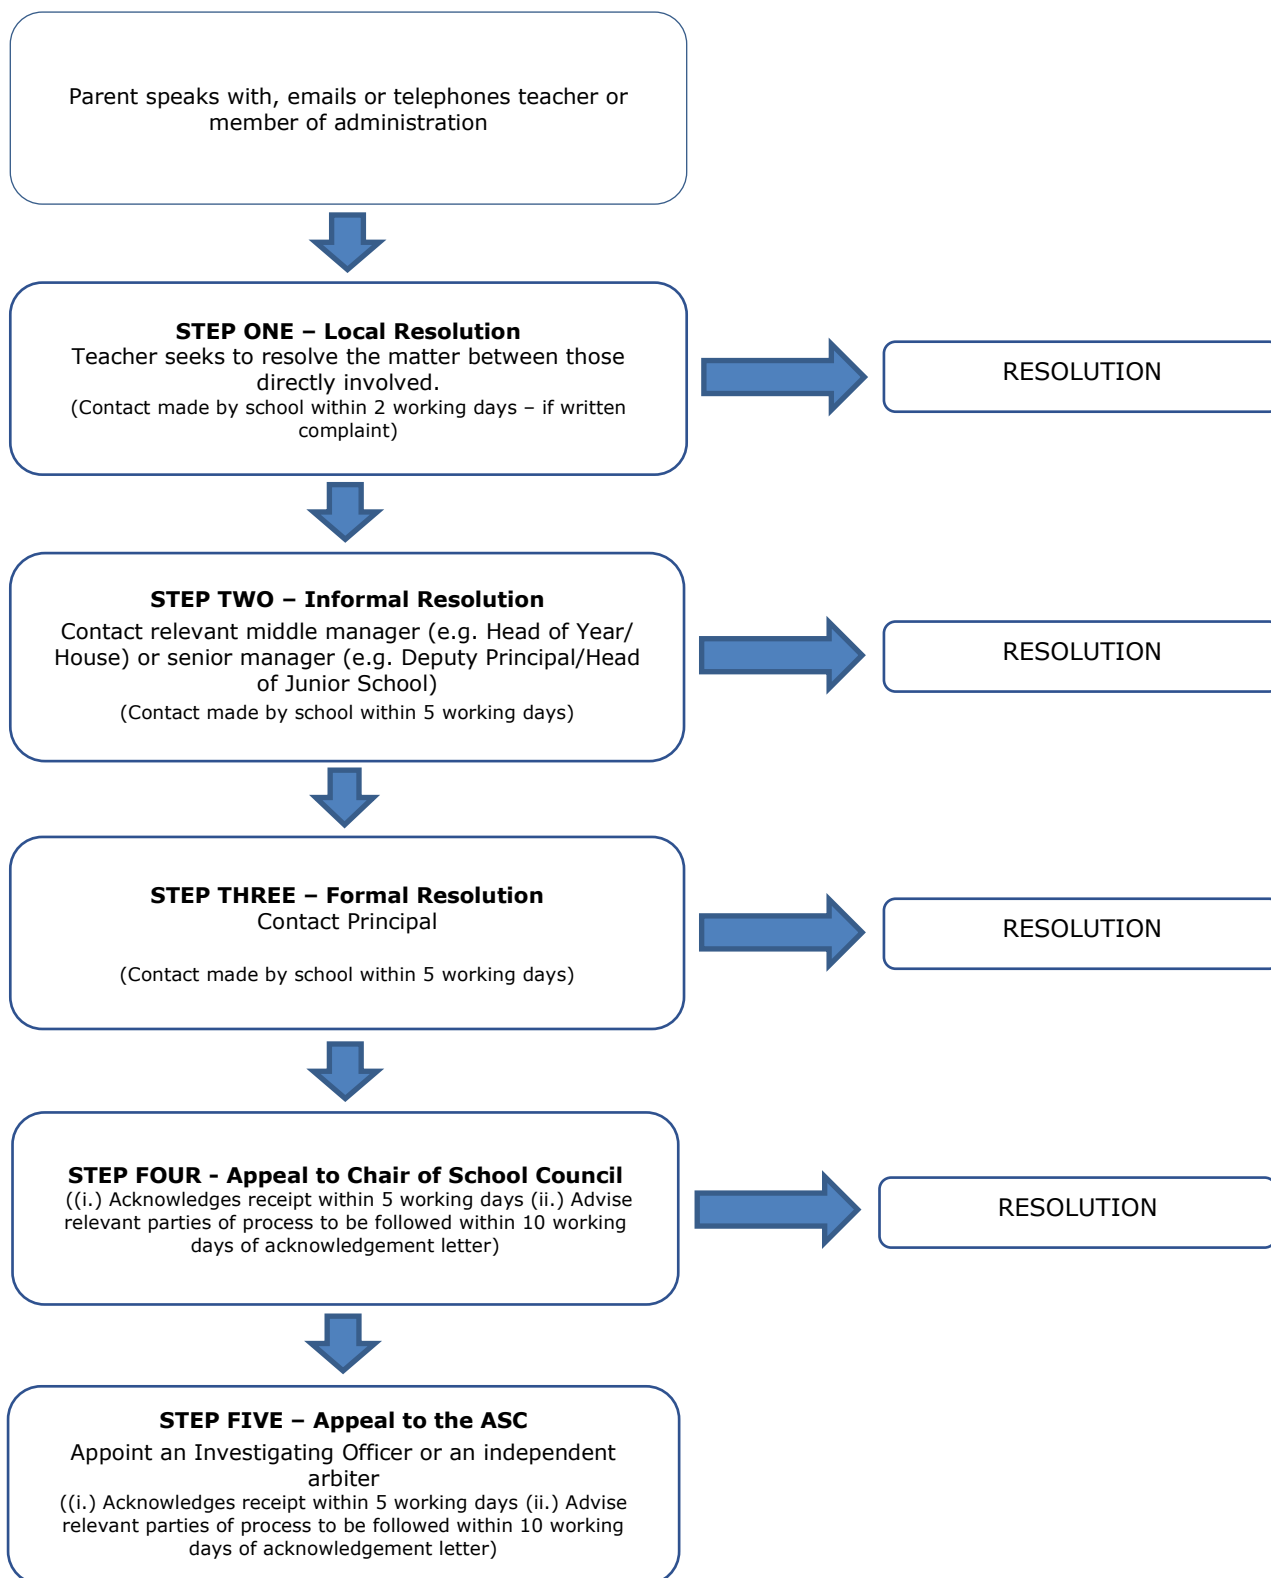 Parent speaks with, emails or telephones teacher or
member of administration
STEP ONE – Local Resolution
Teacher seeks to resolve the matter between those
directly involved.
(Contact made by school within 2 working days – if written
complaint)
RESOLUTION
STEP TWO – Informal Resolution
Contact relevant middle manager (e.g. Head of Year/
House) or senior manager (e.g. Deputy Principal/Head
of Junior School)
(Contact made by school within 5 working days)
RESOLUTION
STEP THREE – Formal Resolution
Contact Principal
(Contact made by school within 5 working days)
RESOLUTION
STEP FOUR - Appeal to Chair of School Council
((i.) Acknowledges receipt within 5 working days (ii.) Advise
relevant parties of process to be followed within 10 working
days of acknowledgement letter)
RESOLUTION
STEP FIVE – Appeal to the ASC
Appoint an Investigating Officer or an independent
arbiter
((i.) Acknowledges receipt within 5 working days (ii.) Advise
relevant parties of process to be followed within 10 working
days of acknowledgement letter)